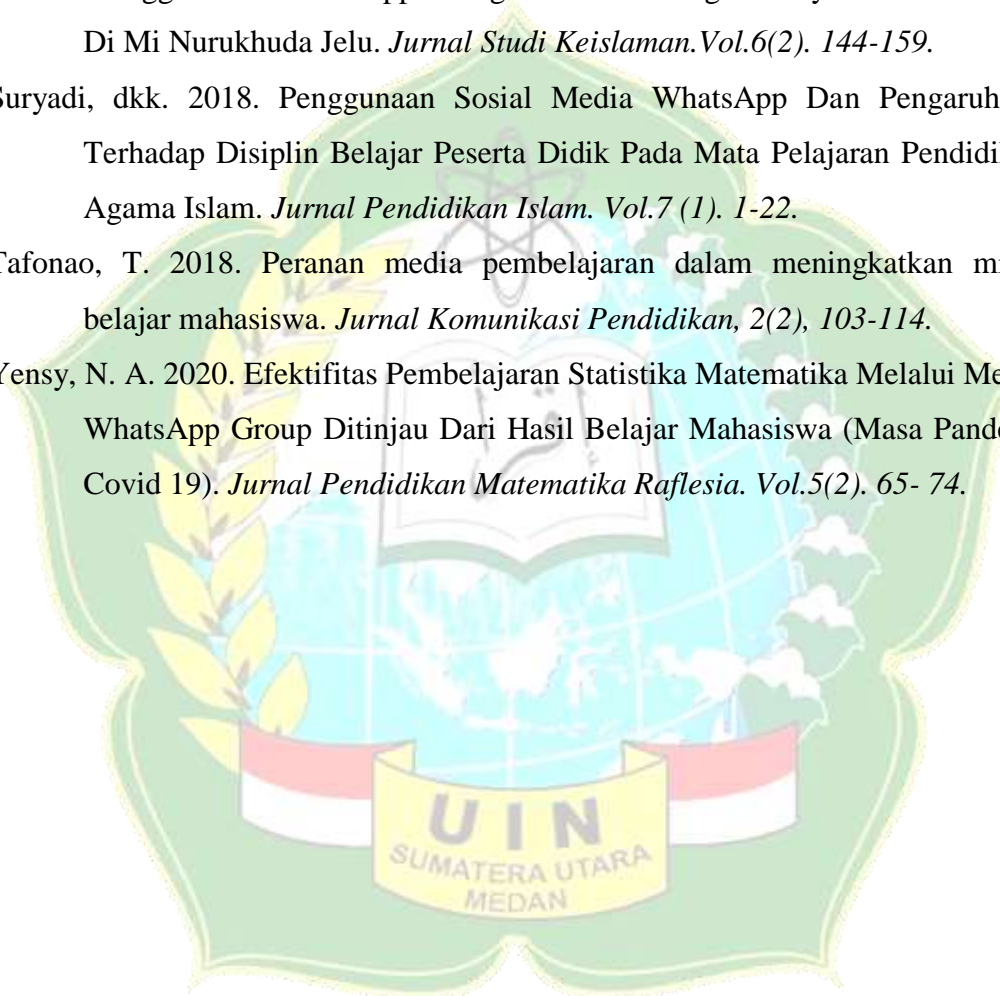 Di Mi Nurukhuda Jelu. Jurnal Studi Keislaman.Vol.6(2). 144-159.
Suryadi, dkk. 2018. Penggunaan Sosial Media WhatsApp Dan Pengaruh
Terhadap Disiplin Belajar Peserta Didik Pada Mata Pelajaran
Agama Islam. Jurnal Pendidikan Islam. Vol.7 (1). 1-22.
Tafonao, T. 2018. Peranan media pembelajaran dalam meningkatkan
belajar mahasiswa. Jurnal Komunikasi Pendidikan, 2(2), 103-114.
Yensy, N. A. 2020. Efektifitas Pembelajaran Statistika Matematika Melalui
WhatsApp Group Ditinjau Dari Hasil Belajar Mahasiswa (Masa
Covid 19). Jurnal Pendidikan Matematika Raflesia. Vol.5(2). 65- 74.
UIN
SUMATERA UTARA
MEDAN